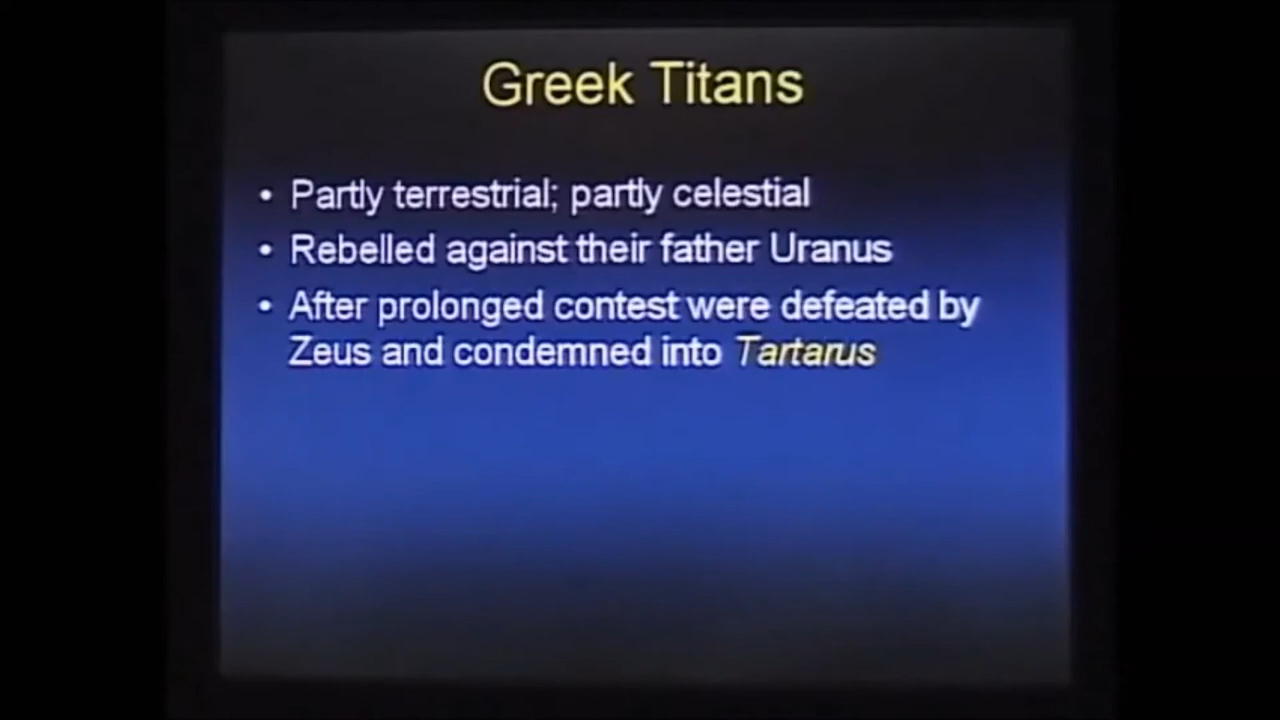 Greek Titans
• Partly terrestrial; partly celestial
• Rebelled against their father Uranus
• After prolonged contest were defeated by
Zeus and condemned into Tartarus